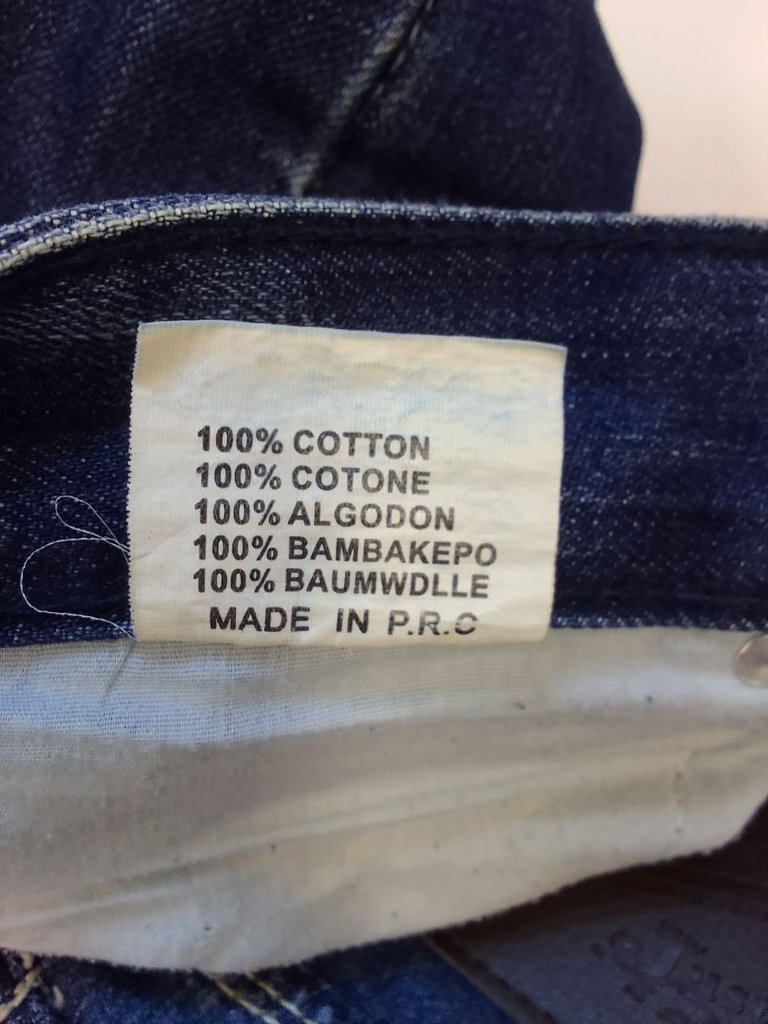 100% COTTON
100% COTONE
100% ALGODON
100% BAMBAKEPO
100% BAUMWDLLE
MADE IN P.R.C